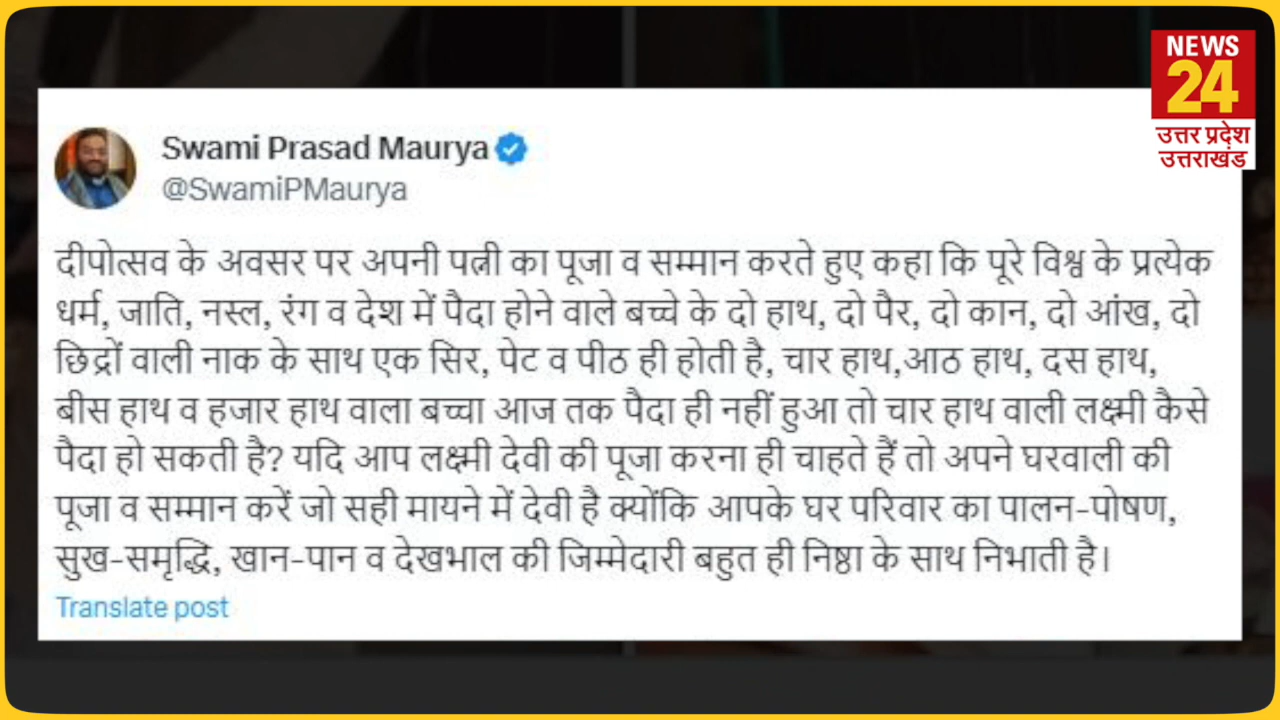 NEWS
24
उत्तर प्रदेश
उत्तराखंड
Swami Prasad Maurya
@SwamiPMaurya
दीपोत्सव के अवसर पर अपनी पत्नी का पूजा व सम्मान करते हुए कहा कि पूरे विश्व के प्रत्येक
धर्म, जाति, नस्ल, रंग व देश में पैदा होने वाले बच्चे के दो हाथ, दो पैर, दो कान, दो आंख, दो
छिद्रों वाली नाक के साथ एक सिर, पेट व पीठ ही होती है, चार हाथ,आठ हाथ, दस हाथ,
बीस हाथ व हजार हाथ वाला बच्चा आज तक पैदा ही नहीं हुआ तो चार हाथ वाली लक्ष्मी कैसे
पैदा हो सकती है? यदि आप लक्ष्मी देवी की पूजा करना ही चाहते हैं तो अपने घरवाली की
पूजा व सम्मान करें जो सही मायने में देवी है क्योंकि आपके घर परिवार का पालन-पोषण,
सुख-समृद्धि, खान-पान व देखभाल की जिम्मेदारी बहुत ही निष्ठा के साथ निभाती है।
Translate post